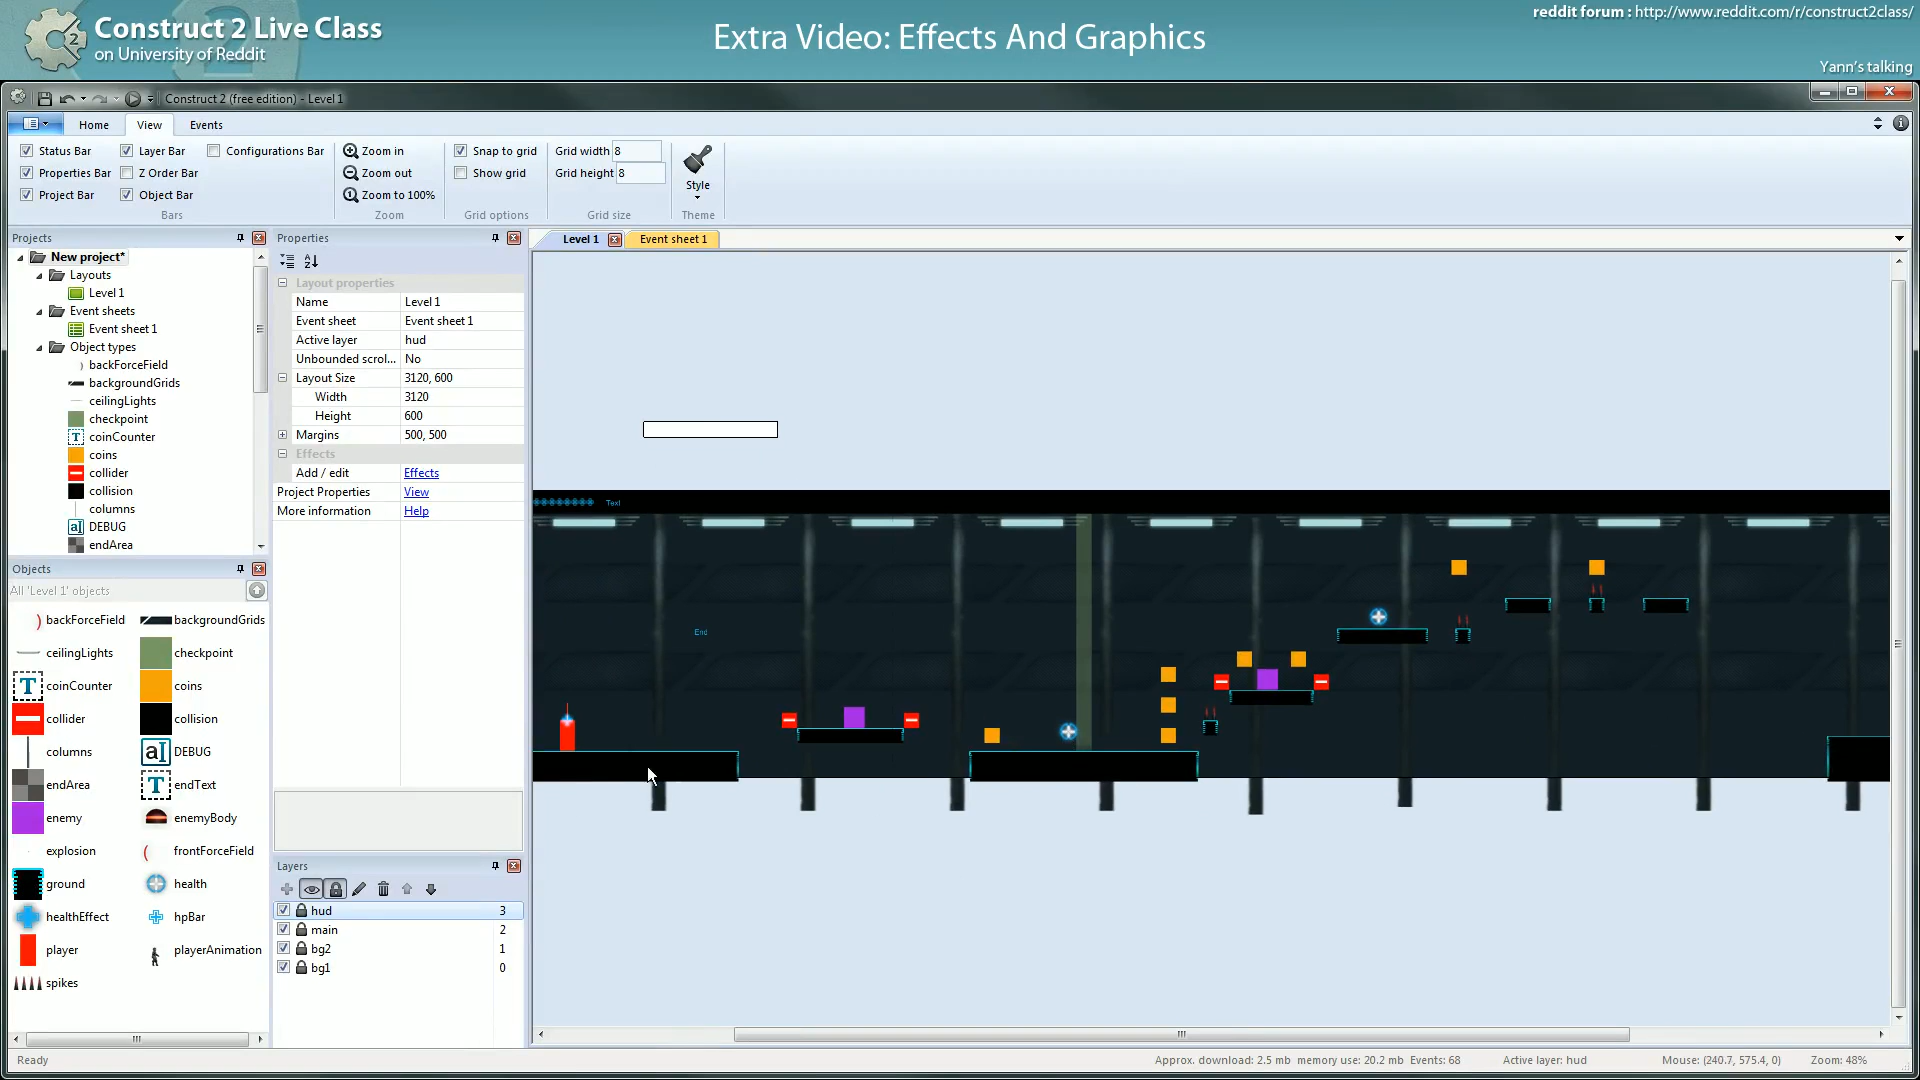 Construct 2 Live Class
on University of Reddit
Extra Video: Effects And Graphics
reddit forum : http://www.reddit.com/r/construct2class/
Yann's talking
Construct 2 (free edition) - Level 1
Home View Events
Status Bar Layer Bar Configurations Bar Zoom in Snap to grid Grid width 8
Properties Bar Z Order Bar Zoom out Show grid Grid height 8 Style
Project Bar Object Bar Zoom to 100%
Bars Zoom Grid options Grid size Theme
Projects
New project*
Layouts
Level 1
Event sheets
Event sheet 1
Object types
backForceField
backgroundGrids
ceilingLights
checkpoint
coinCounter
coins
collider
collision
columns
DEBUG
endArea
Objects
All 'Level 1' objects
backForceField backgroundGrids
ceilingLights checkpoint
coinCounter coins
collider collision
columns DEBUG
endArea endText
enemy enemyBody
explosion frontForceField
ground health
healthEffect hpBar
player playerAnimation
spikes
Properties
Layout properties
Name Level 1
Event sheet Event sheet 1
Active layer hud
Unbounded scrol... No
Layout Size 3120, 600
Width 3120
Height 600
Margins 500, 500
Effects
Add / edit Effects
Project Properties View
More information Help
Layers
hud 3
main 2
bg2 1
bg1 0
Level 1 Event sheet 1
Text
End
Ready Approx. download: 2.5 mb memory use: 20.2 mb Events: 68 Active layer: hud Mouse: (240.7, 575.4, 0) Zoom: 48%